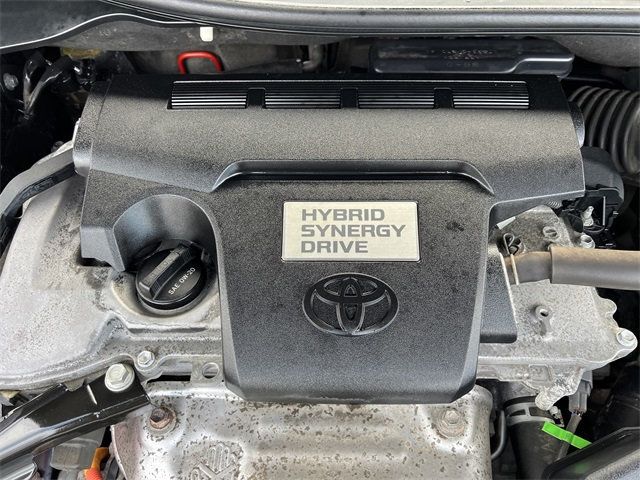 HYBRID
SYNERGY
DRIVE
SAE 0W-20